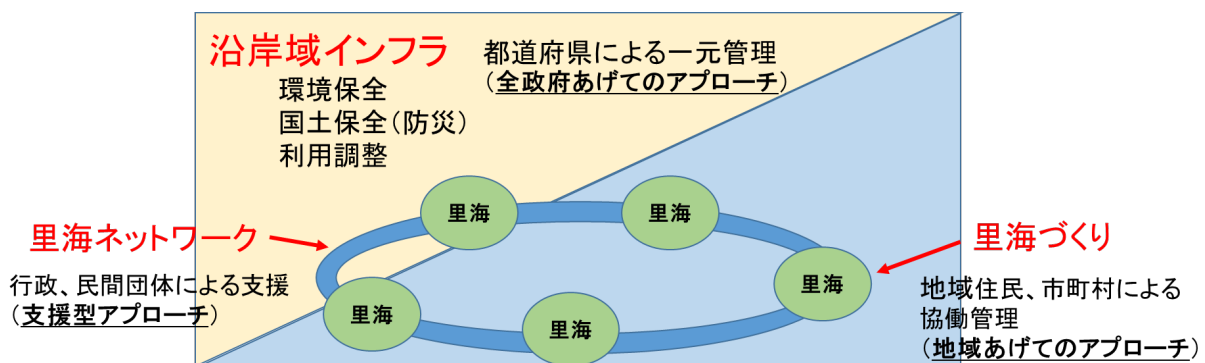 沿岸域インフラ
環境保全
国土保全（防災）
利用調整
都道府県による一元管理
（全政府あげてのアプローチ）
里海
里海
里海ネットワーク
行政、民間団体による支援
（支援型アプローチ）
里海
里海
里海
里海づくり
地域住民、市町村による
協働管理
（地域あげてのアプローチ）